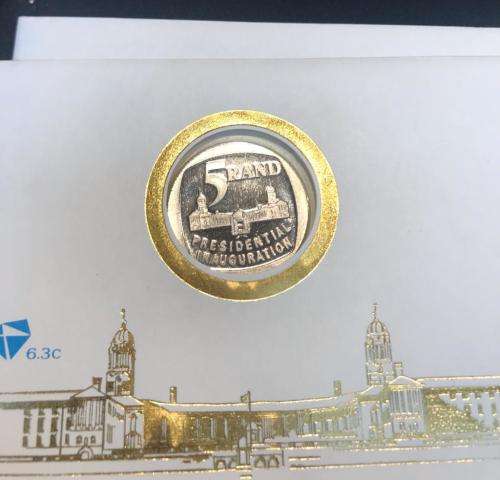 5 RAND
PRESIDENTIAL
INAUGURATION
6.3c